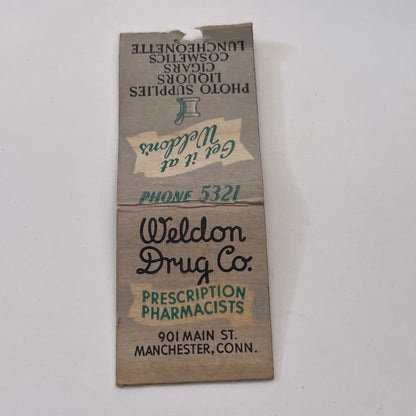 PHOTO SUPPLIES
LIQUORS
CIGARS
COSMETICS
LUNCHEONETTE
Get it at
Weldon's
PHONE 5321
Weldon
Drug Co.
PRESCRIPTION
PHARMACISTS
901 MAIN ST.
MANCHESTER, CONN.